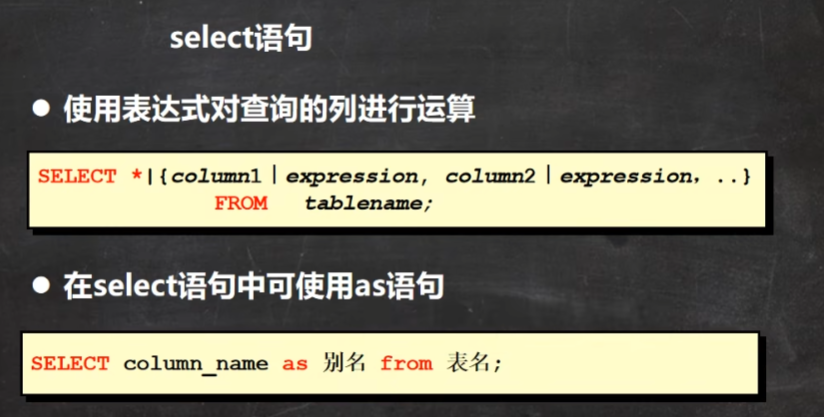 select语句
● 使用表达式对查询的列进行运算
SELECT *|{column1｜expression, column2｜expression，..}
FROM tablename;
● 在select语句中可使用as语句
SELECT column_name as 别名 from 表名;